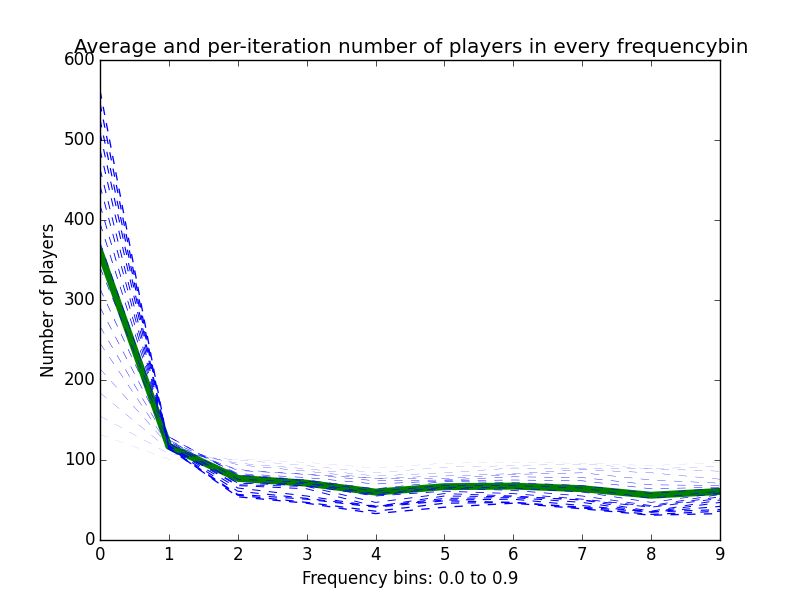 Average and per-iteration number of players in every frequencybin
600
500
400
300
200
100
0
Number of players
0 1 2 3 4 5 6 7 8 9
Frequency bins: 0.0 to 0.9